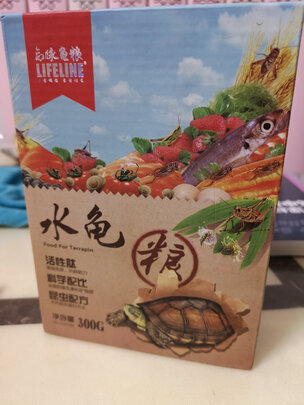 LIFELINE®
水龟
Food For Terrapin
粮
活性肽
科学配比
昆虫配方
净含量 300G